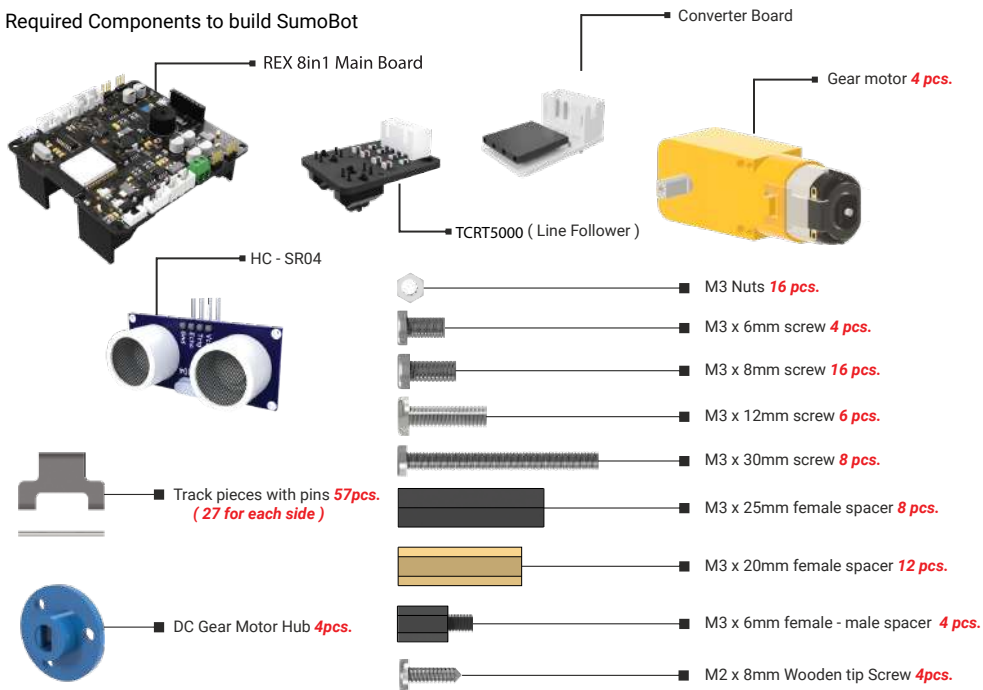 Required Components to build SumoBot
Converter Board
REX 8in1 Main Board
Gear motor 4 pcs.
TCRT5000 ( Line Follower )
HC - SR04
Trig
Echo
M3 Nuts 16 pcs.
M3 x 6mm screw 4 pcs.
M3 x 8mm screw 16 pcs.
M3 x 12mm screw 6 pcs.
M3 x 30mm screw 8 pcs.
Track pieces with pins 57pcs.
( 27 for each side )
M3 x 25mm female spacer 8 pcs.
M3 x 20mm female spacer 12 pcs.
DC Gear Motor Hub 4pcs.
M3 x 6mm female - male spacer 4 pcs.
M2 x 8mm Wooden tip Screw 4pcs.